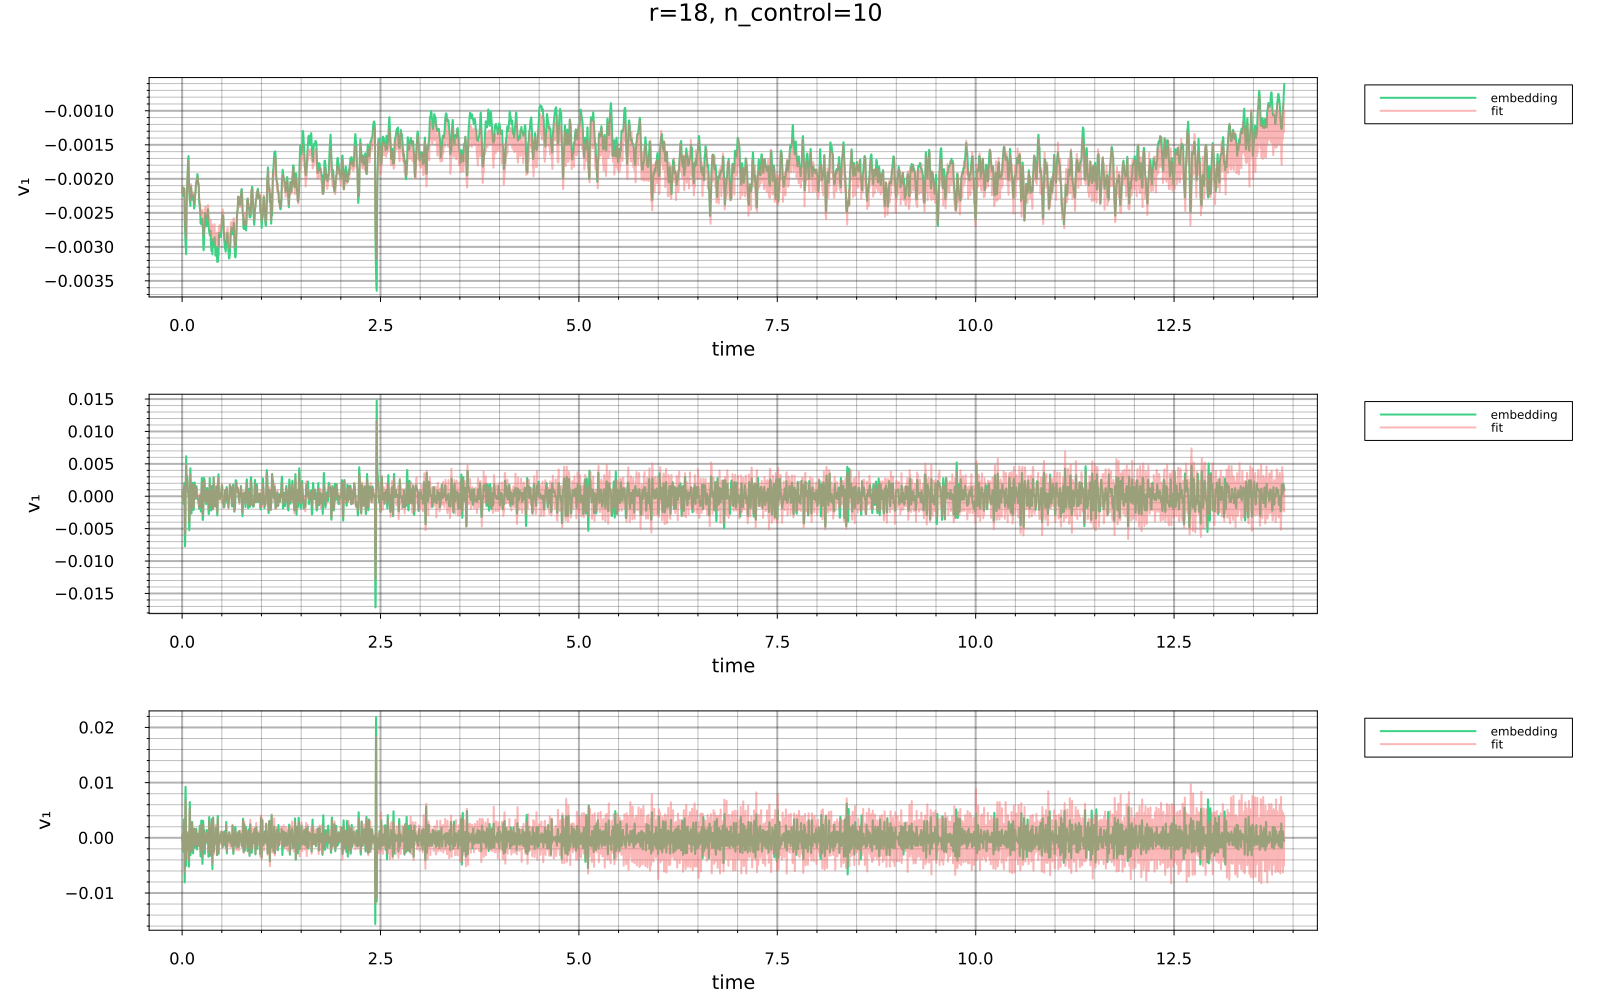 r=18, n_control=10
−0.0010
−0.0015
−0.0020
−0.0025
−0.0030
−0.0035
v₁
0.0 2.5 5.0 7.5 10.0 12.5
time
embedding
fit
0.015
0.010
0.005
0.000
−0.005
−0.010
−0.015
v₁
0.0 2.5 5.0 7.5 10.0 12.5
time
embedding
fit
0.02
0.01
0.00
−0.01
v₁
0.0 2.5 5.0 7.5 10.0 12.5
time
embedding
fit